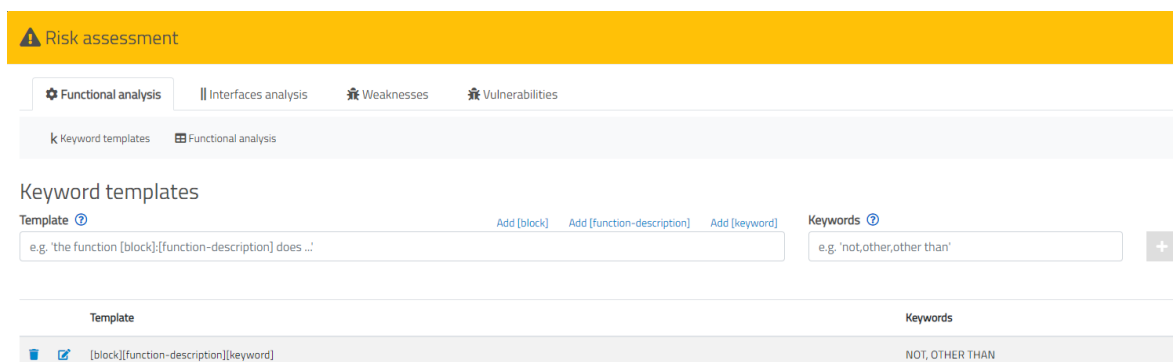 Risk assessment
Functional analysis Interfaces analysis Weaknesses Vulnerabilities
Keyword templates Functional analysis
Keyword templates
Template Add [block] Add [function-description] Add [keyword] Keywords
e.g. 'the function [block]:[function-description] does ...' e.g. 'not,other,other than'
Template Keywords
[block][function-description][keyword] NOT, OTHER THAN